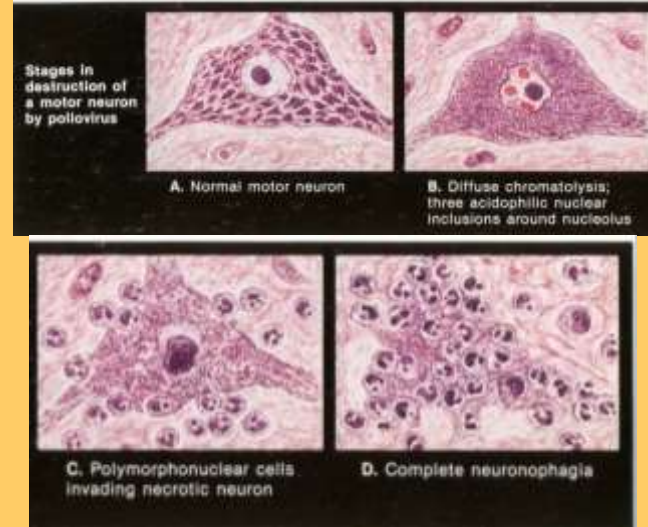 Stages in
destruction of
a motor neuron
by poliovirus
A. Normal motor neuron
B. Diffuse chromatolysis;
three acidophilic nuclear
inclusions around nucleolus
C. Polymorphonuclear cells
invading necrotic neuron
D. Complete neuronophagia